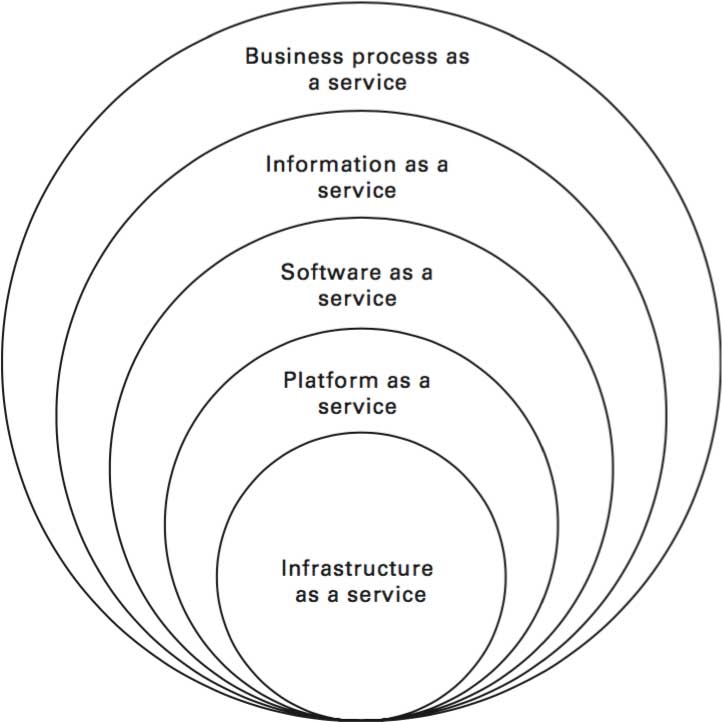 Business process as
a service
Information as a
service
Software as a
service
Platform as a
service
Infrastructure
as a service